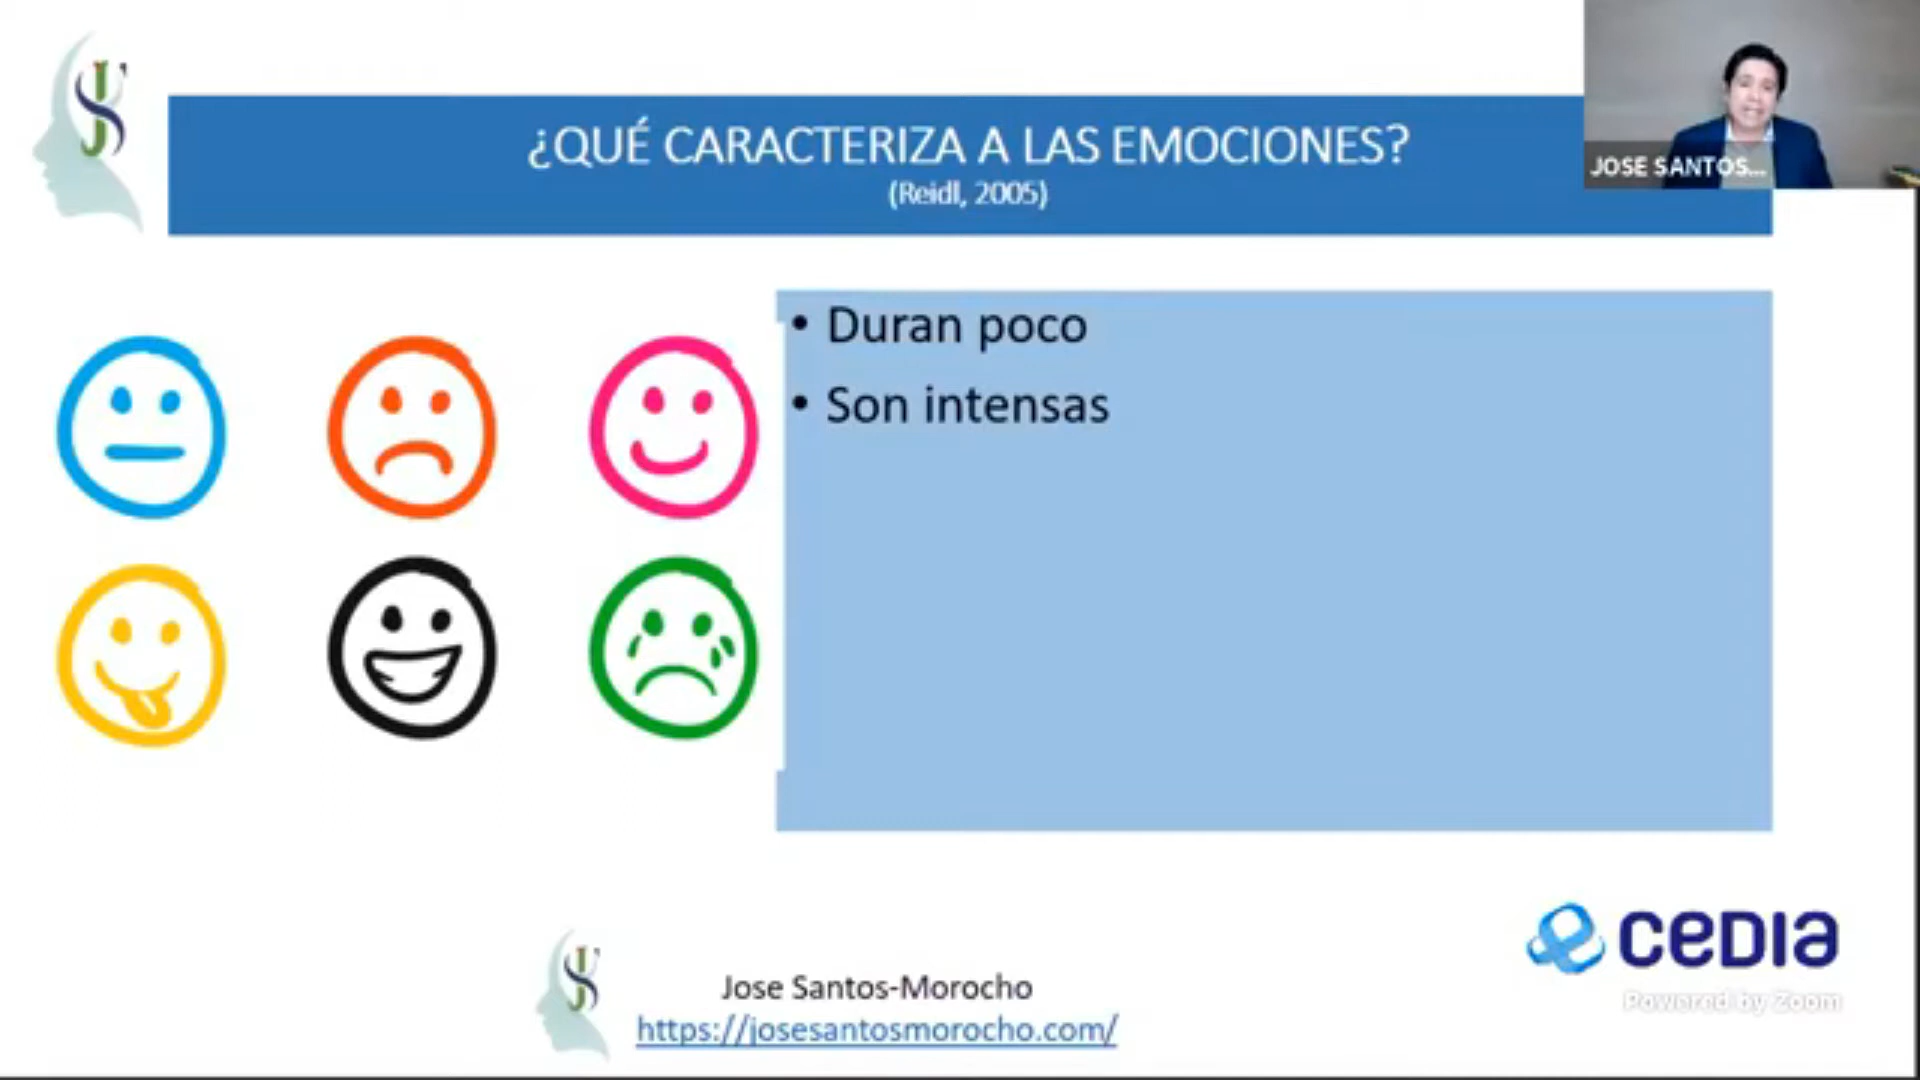 ¿QUÉ CARACTERIZA A LAS EMOCIONES?
(Reidl, 2005)
JOSE SANTOS...
• Duran poco
• Son intensas
Jose Santos-Morocho
https://josesantosmorocho.com/
CEDIA
Powered by Zoom